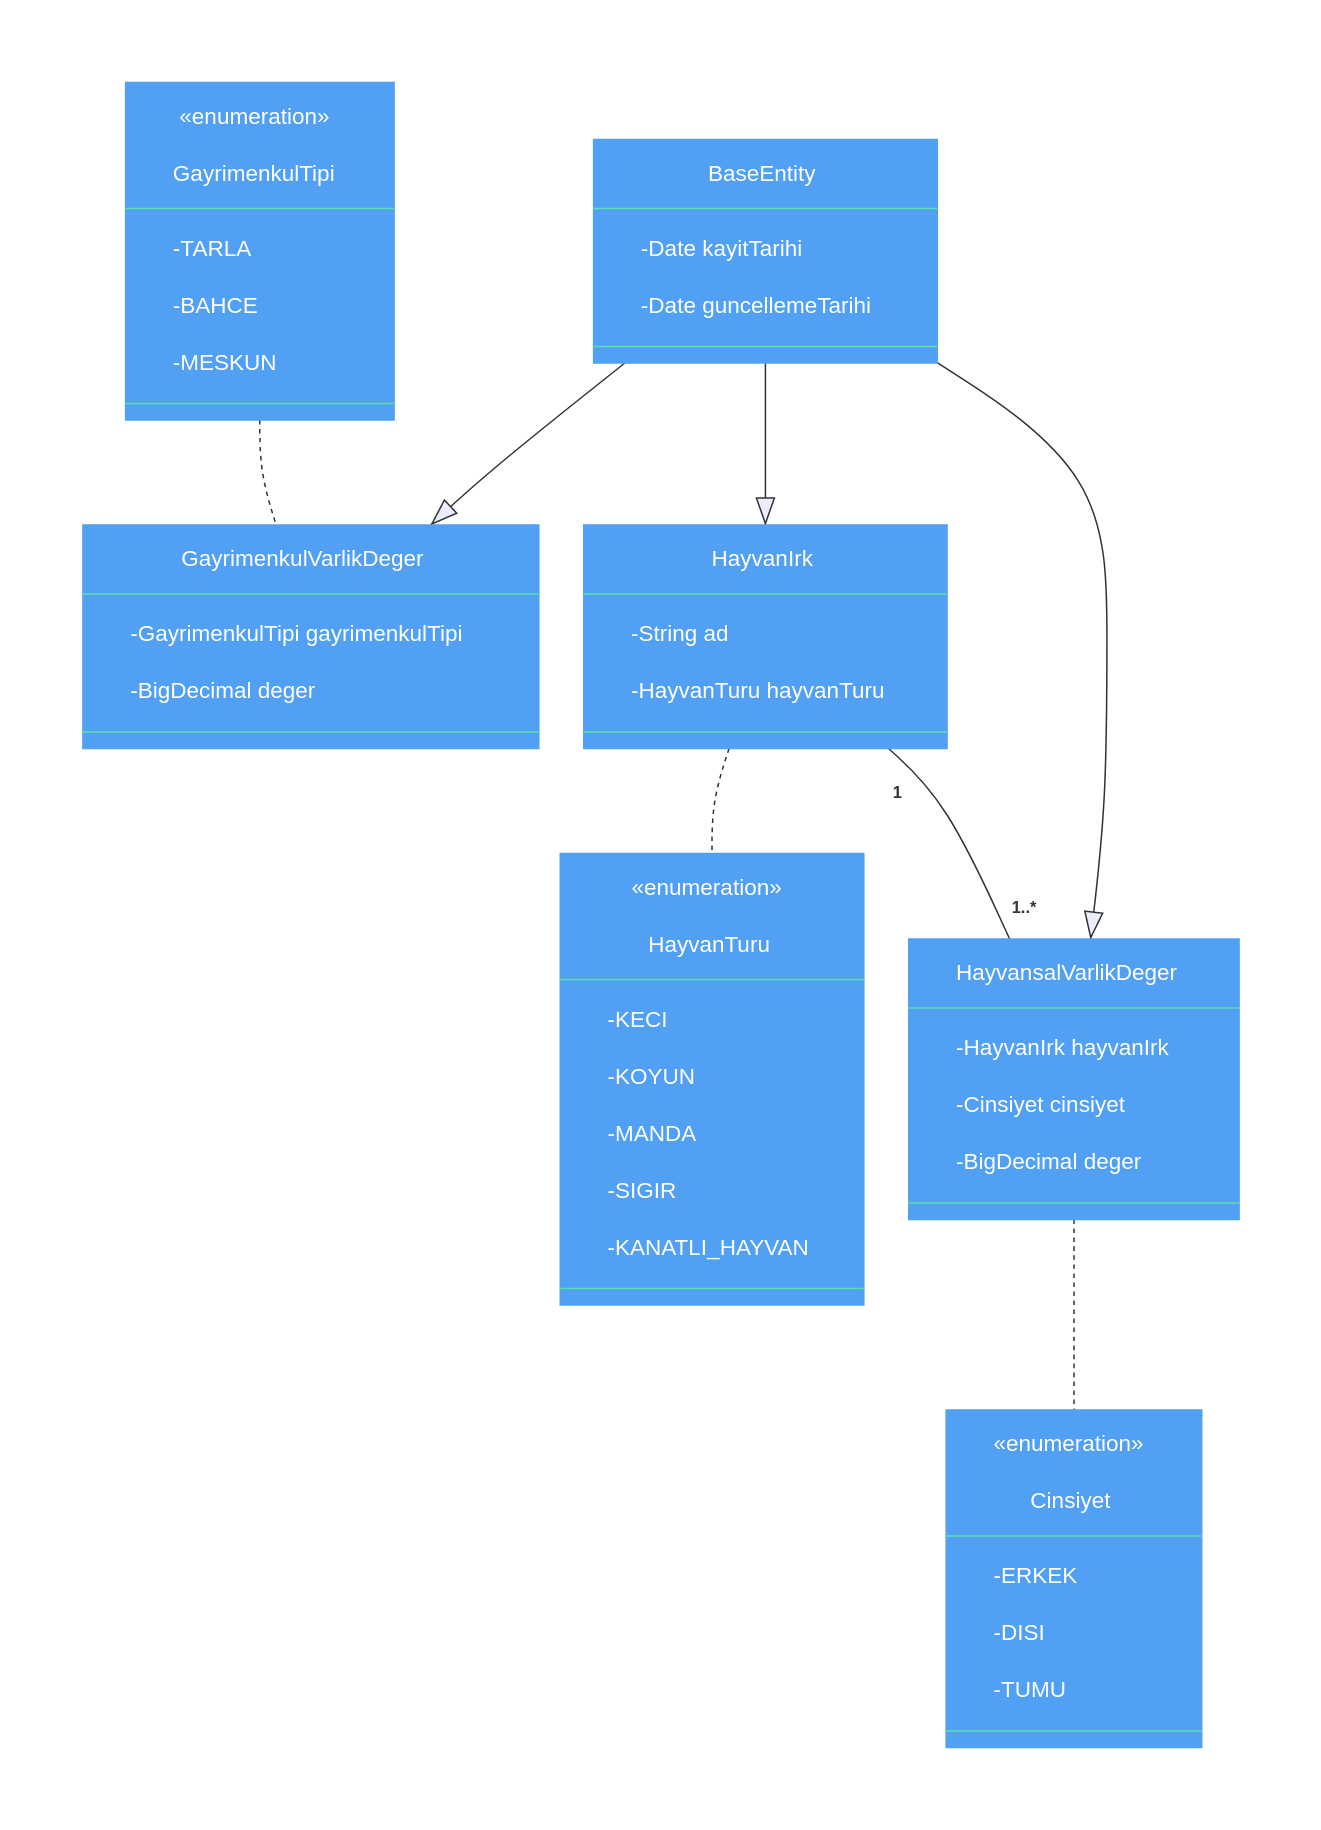 «enumeration»
GayrimenkulTipi
-TARLA
-BAHCE
-MESKUN
BaseEntity
-Date kayitTarihi
-Date guncellemeTarihi
GayrimenkulVarlikDeger
-GayrimenkulTipi gayrimenkulTipi
-BigDecimal deger
HayvanIrk
-String ad
-HayvanTuru hayvanTuru
1
1..*
«enumeration»
HayvanTuru
-KECI
-KOYUN
-MANDA
-SIGIR
-KANATLI_HAYVAN
HayvansalVarlikDeger
-HayvanIrk hayvanIrk
-Cinsiyet cinsiyet
-BigDecimal deger
«enumeration»
Cinsiyet
-ERKEK
-DISI
-TUMU